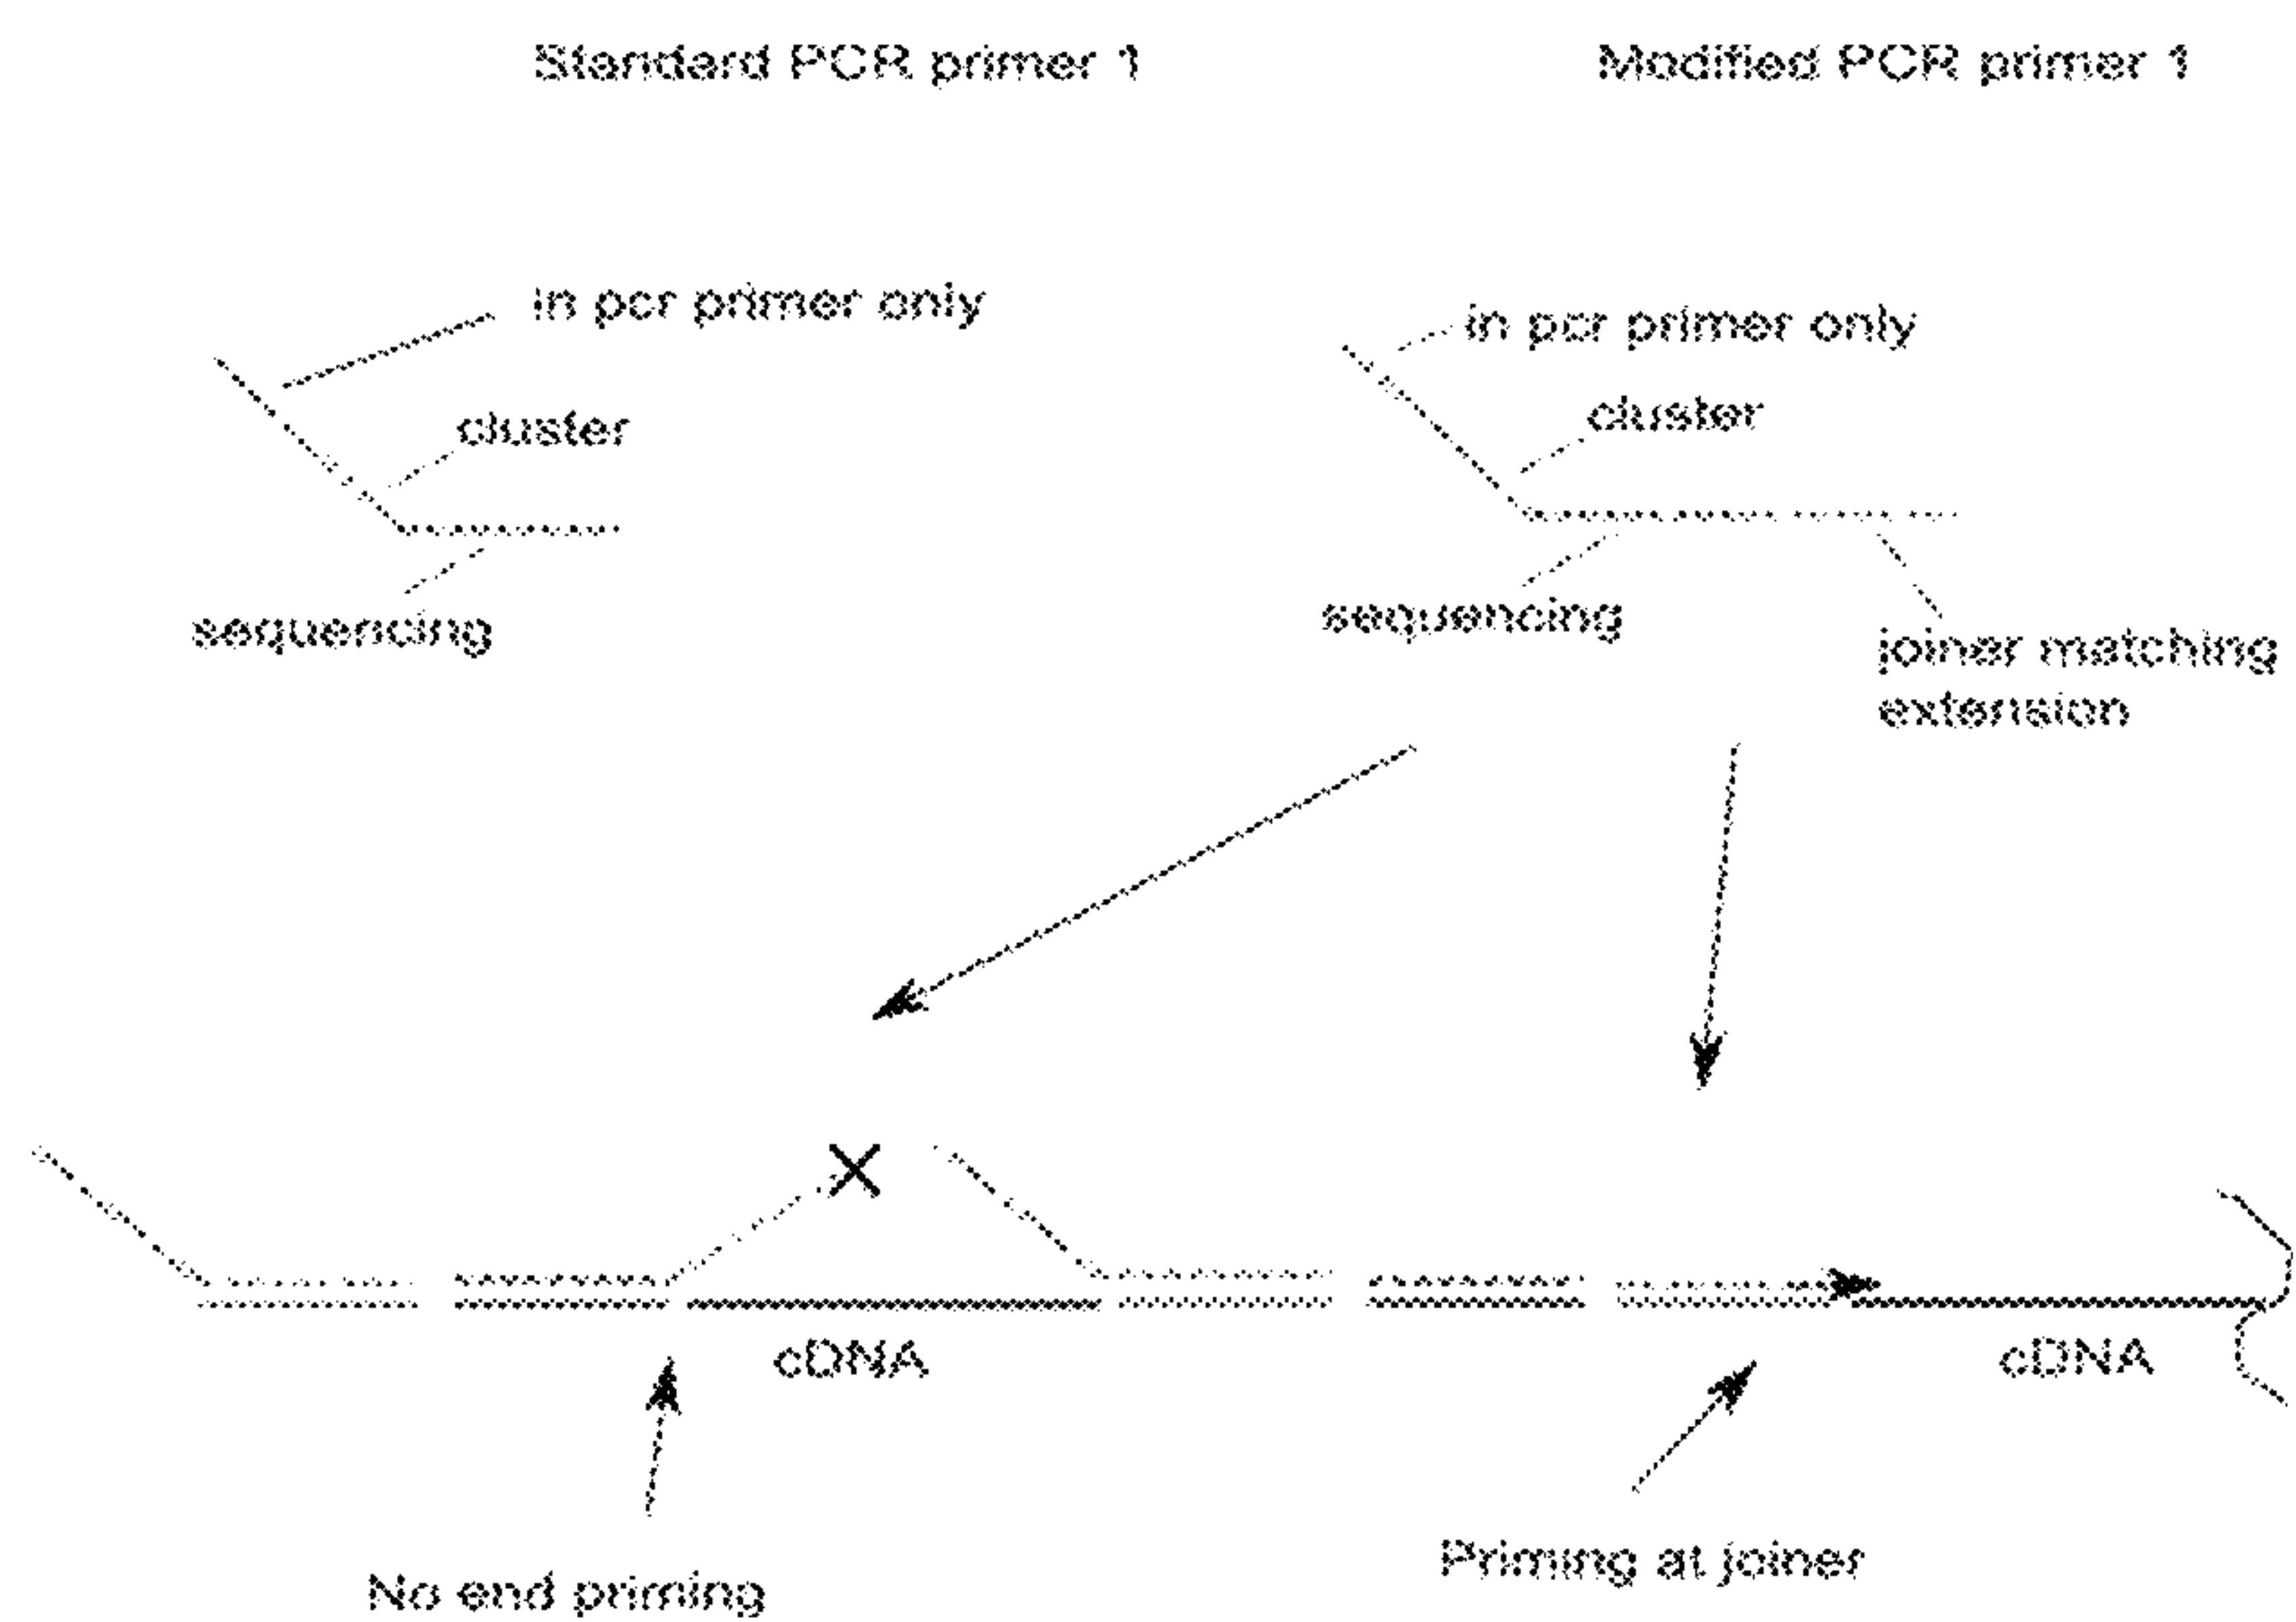 Standard PCR primer 1
Modified PCR primer 1
in pcr primer only
in pcr primer only
cluster
cluster
sequencing
sequencing
joiner matching
extension
cDNA
cDNA
No end priming
Priming at joiner